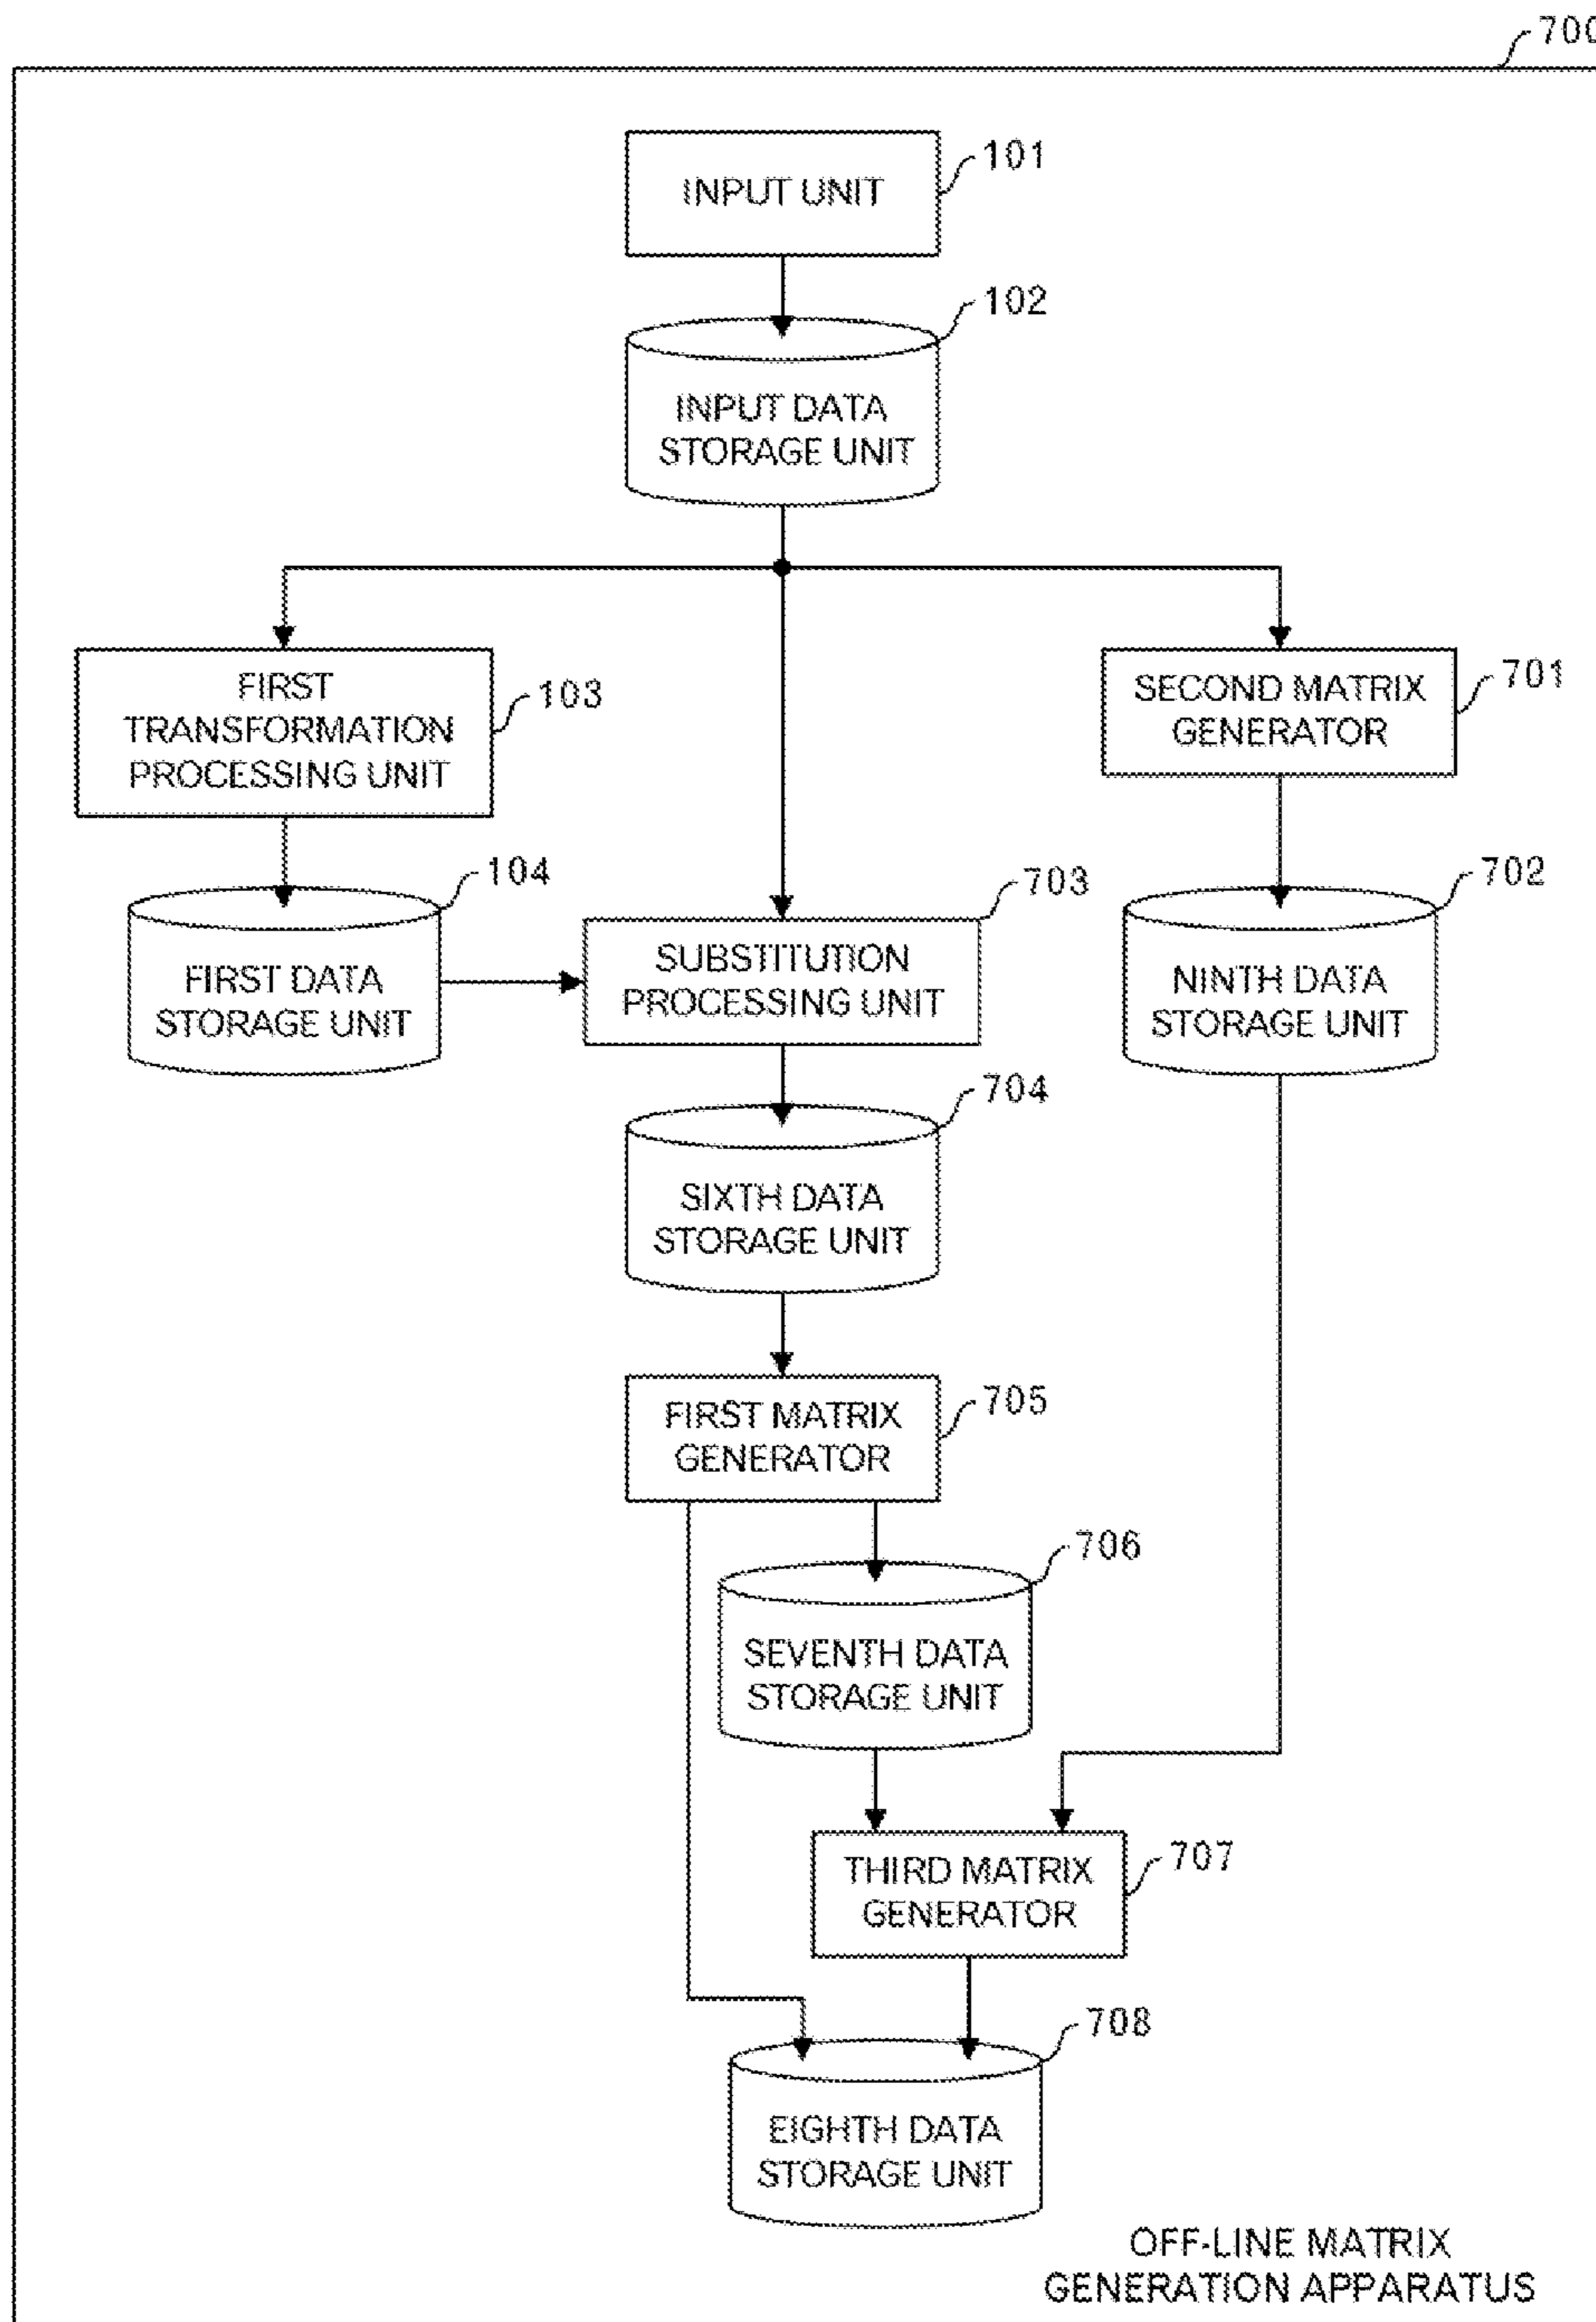 700
101
INPUT UNIT
102
INPUT DATA
STORAGE UNIT
FIRST
TRANSFORMATION
PROCESSING UNIT
103
SECOND MATRIX
GENERATOR
701
104
FIRST DATA
STORAGE UNIT
703
SUBSTITUTION
PROCESSING UNIT
702
NINTH DATA
STORAGE UNIT
704
SIXTH DATA
STORAGE UNIT
FIRST MATRIX
GENERATOR
705
706
SEVENTH DATA
STORAGE UNIT
THIRD MATRIX
GENERATOR
707
708
EIGHTH DATA
STORAGE UNIT
OFF-LINE MATRIX
GENERATION APPARATUS